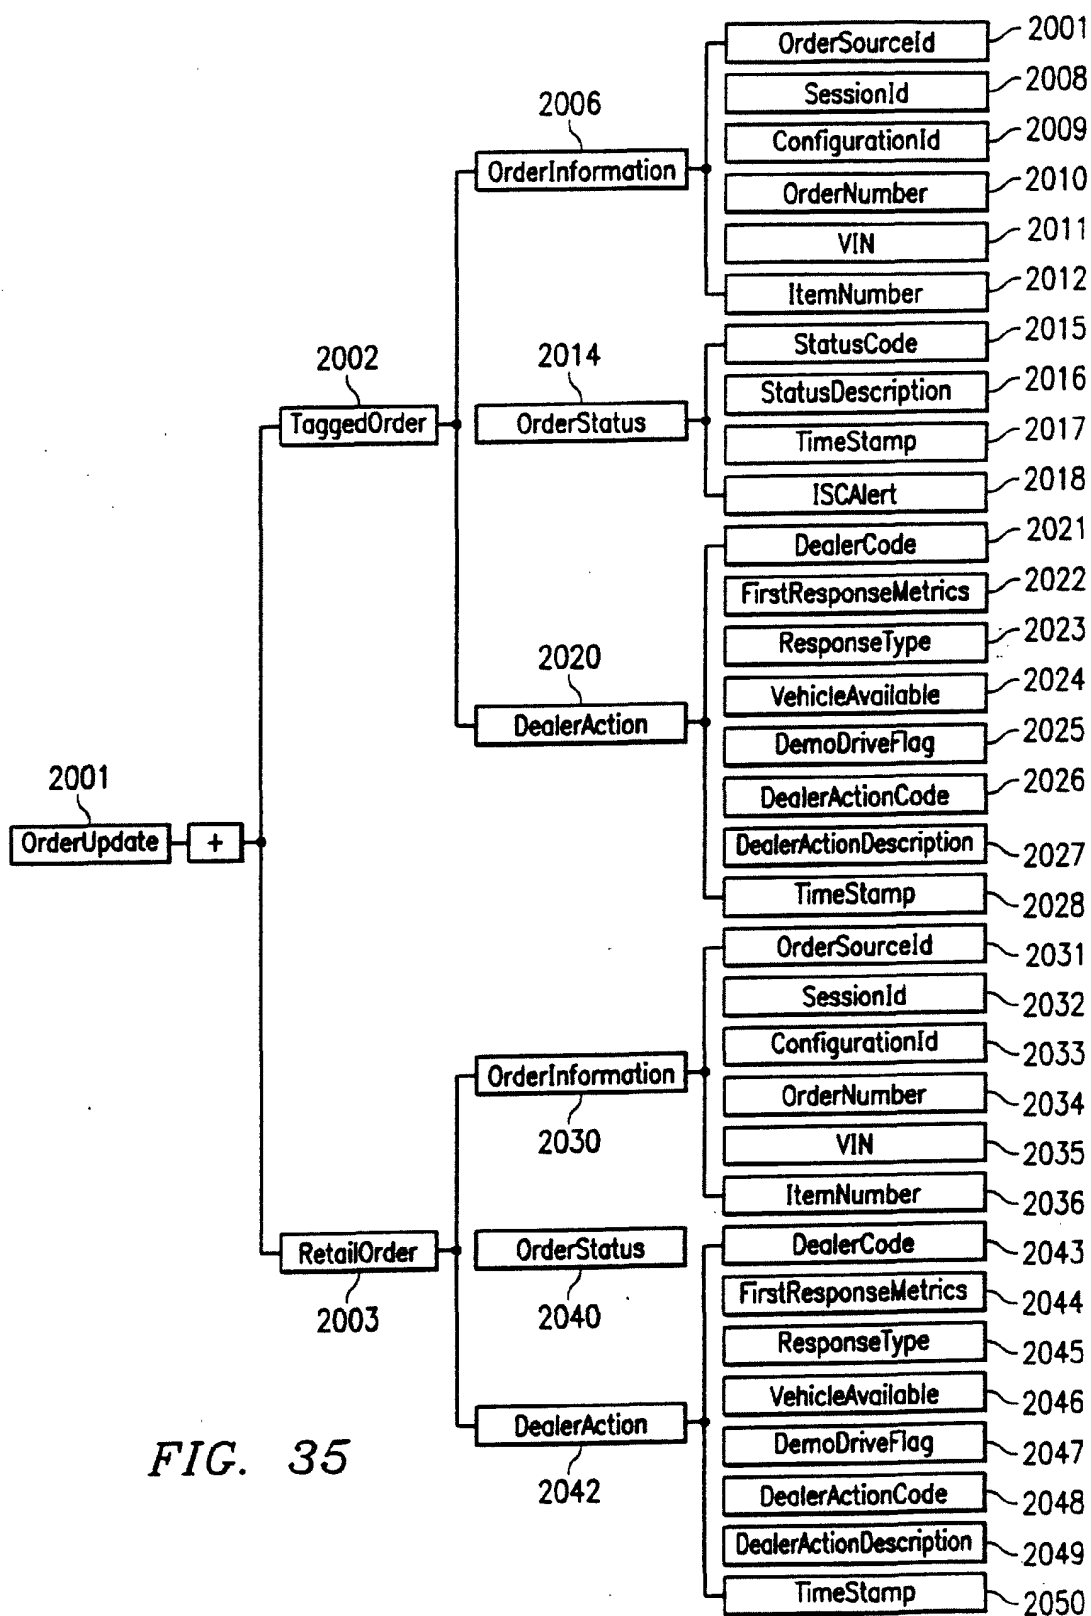 OrderSourceId 2001
SessionId 2008
2006
ConfigurationId 2009
OrderInformation
OrderNumber 2010
VIN 2011
ItemNumber 2012
StatusCode 2015
2002 2014
StatusDescription 2016
TaggedOrder OrderStatus
TimeStamp 2017
ISCAlert 2018
DealerCode 2021
FirstResponseMetrics 2022
ResponseType 2023
2020
VehicleAvailable 2024
DealerAction
DemoDriveFlag 2025
2001
DealerActionCode 2026
OrderUpdate +
DealerActionDescription 2027
TimeStamp 2028
OrderSourceId 2031
SessionId 2032
ConfigurationId 2033
OrderInformation
OrderNumber 2034
2030
VIN 2035
ItemNumber 2036
RetailOrder OrderStatus
DealerCode 2043
2003 2040
FirstResponseMetrics 2044
ResponseType 2045
VehicleAvailable 2046
DealerAction
DemoDriveFlag 2047
FIG. 35
2042
DealerActionCode 2048
DealerActionDescription 2049
TimeStamp 2050